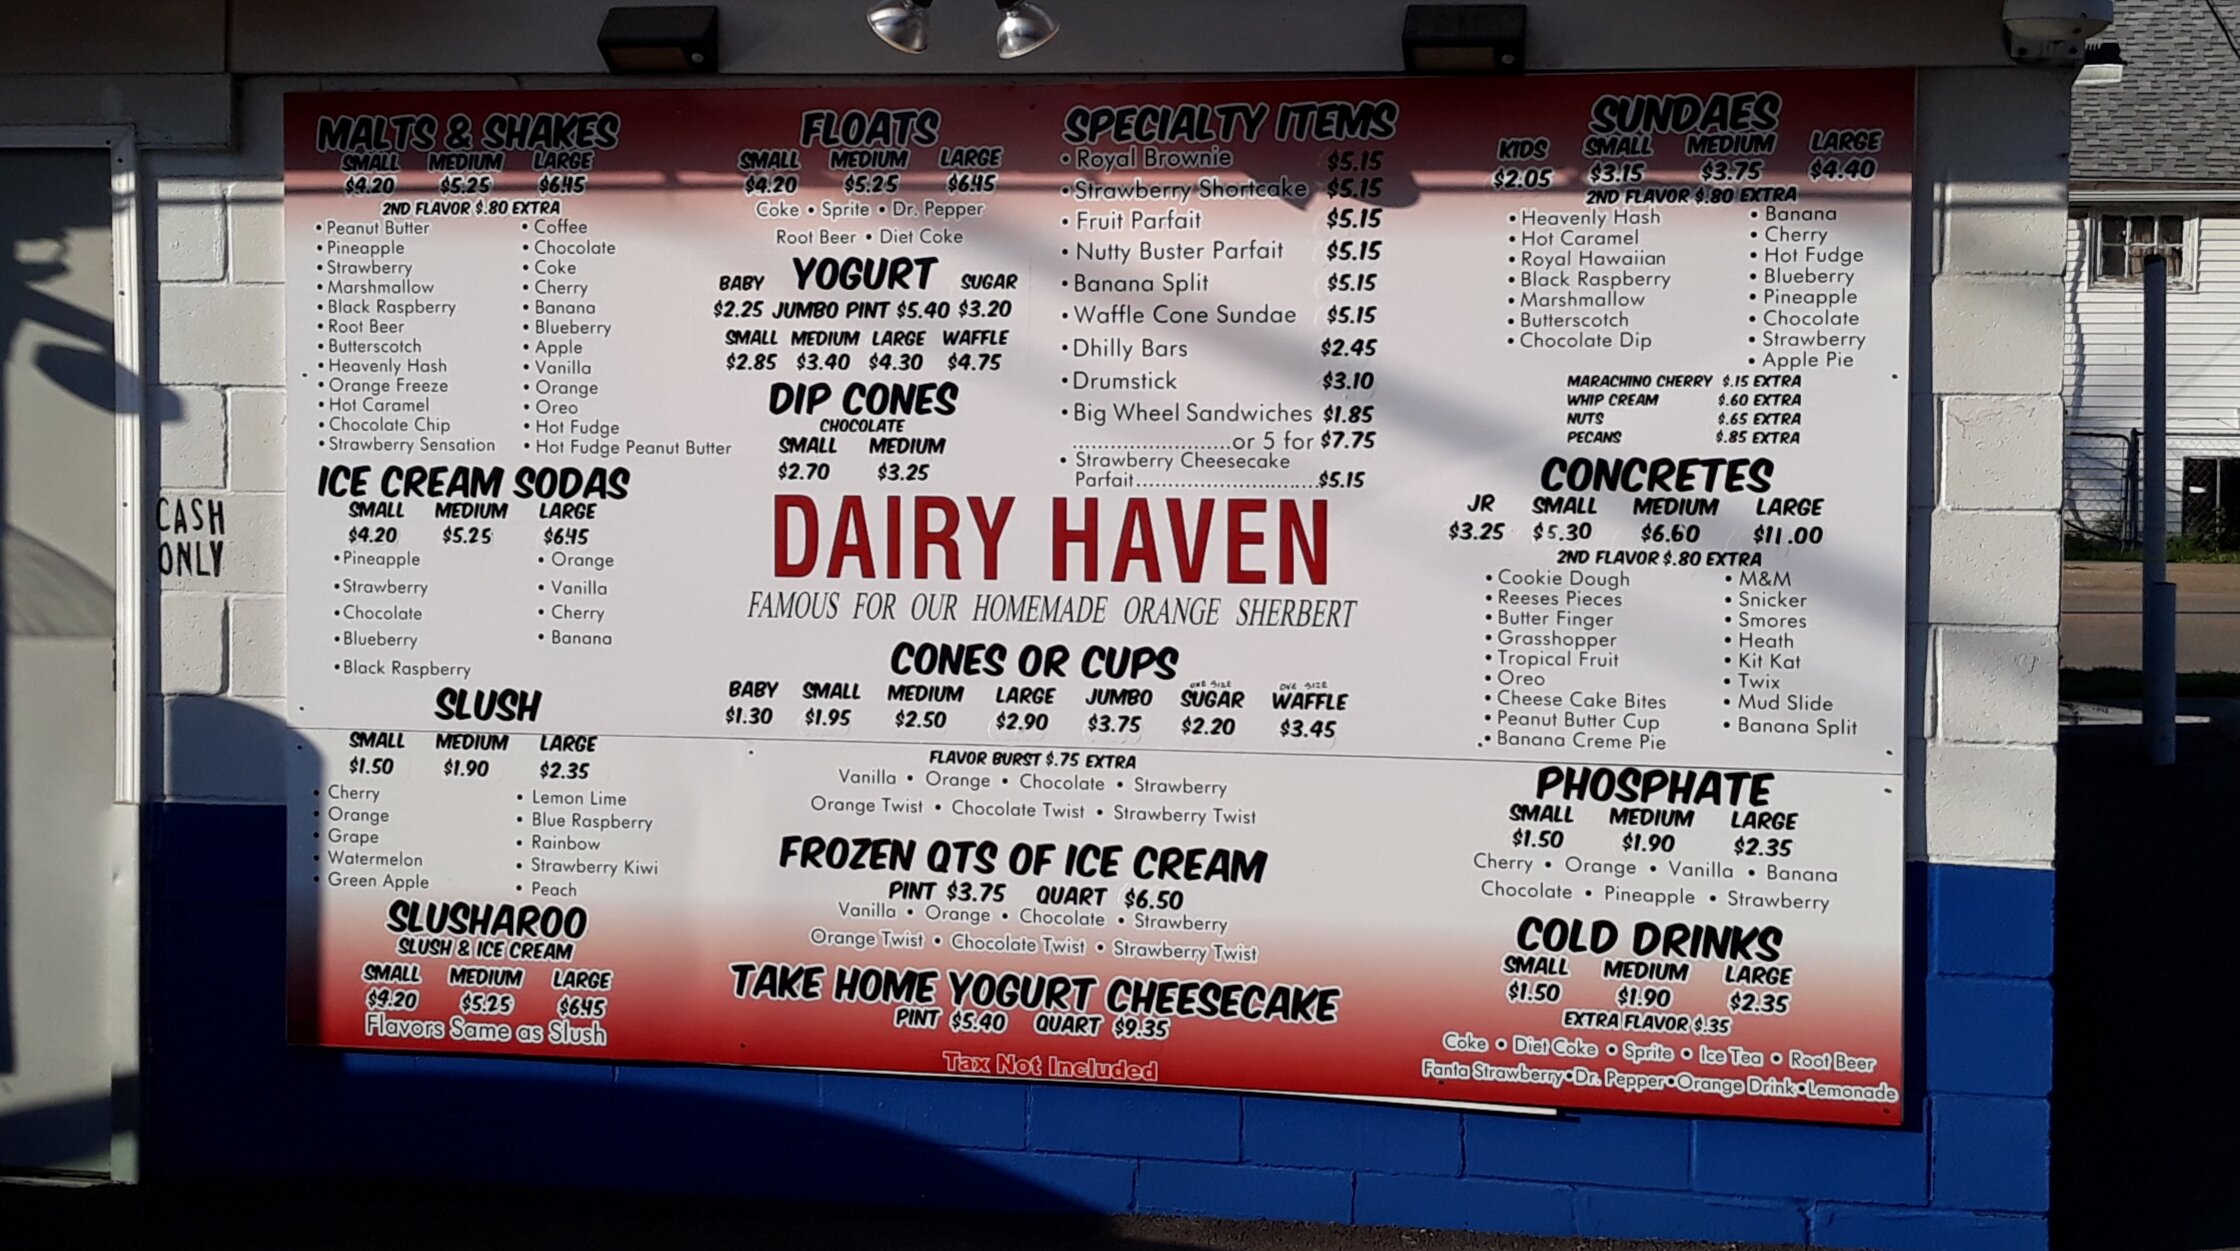 CASH
ONLY
MALTS & SHAKES
SMALL MEDIUM LARGE
$4.20 $5.25 $6.45
2ND FLAVOR $.80 EXTRA
• Peanut Butter
• Pineapple
• Strawberry
• Marshmallow
• Black Raspberry
• Root Beer
• Butterscotch
• Heavenly Hash
• Orange Freeze
• Hot Caramel
• Chocolate Chip
• Strawberry Sensation
• Coffee
• Chocolate
• Coke
• Cherry
• Banana
• Blueberry
• Apple
• Vanilla
• Orange
• Oreo
• Hot Fudge
• Hot Fudge Peanut Butter
ICE CREAM SODAS
SMALL MEDIUM LARGE
$4.20 $5.25 $6.45
• Pineapple
• Strawberry
• Chocolate
• Blueberry
• Black Raspberry
• Orange
• Vanilla
• Cherry
• Banana
SLUSH
SMALL MEDIUM LARGE
$1.50 $1.90 $2.35
• Cherry
• Orange
• Grape
• Watermelon
• Green Apple
• Lemon Lime
• Blue Raspberry
• Rainbow
• Strawberry Kiwi
• Peach
SLUSHAROO
SLUSH & ICE CREAM
SMALL MEDIUM LARGE
$4.20 $5.25 $6.45
Flavors Same as Slush
FLOATS
SMALL MEDIUM LARGE
$4.20 $5.25 $6.45
Coke • Sprite • Dr. Pepper
Root Beer • Diet Coke
BABY YOGURT SUGAR
$2.25 JUMBO PINT $5.40 $3.20
SMALL MEDIUM LARGE WAFFLE
$2.85 $3.40 $4.30 $4.75
DIP CONES
CHOCOLATE
SMALL MEDIUM
$2.70 $3.25
SPECIALTY ITEMS
• Royal Brownie $5.15
• Strawberry Shortcake $5.15
• Fruit Parfait $5.15
• Nutty Buster Parfait $5.15
• Banana Split $5.15
• Waffle Cone Sundae $5.15
• Dhilly Bars $2.45
• Drumstick $3.10
• Big Wheel Sandwiches $1.85
............................or 5 for $7.75
• Strawberry Cheesecake
Parfait.............................$5.15
DAIRY HAVEN
FAMOUS FOR OUR HOMEMADE ORANGE SHERBERT
CONES OR CUPS
ONE SIZE ONE SIZE
BABY SMALL MEDIUM LARGE JUMBO SUGAR WAFFLE
$1.30 $1.95 $2.50 $2.90 $3.75 $2.20 $3.45
FLAVOR BURST $.75 EXTRA
Vanilla • Orange • Chocolate • Strawberry
Orange Twist • Chocolate Twist • Strawberry Twist
FROZEN QTS OF ICE CREAM
PINT $3.75 QUART $6.50
Vanilla • Orange • Chocolate • Strawberry
Orange Twist • Chocolate Twist • Strawberry Twist
TAKE HOME YOGURT CHEESECAKE
PINT $5.40 QUART $9.35
Tax Not Included
SUNDAES
KIDS SMALL MEDIUM LARGE
$2.05 $3.15 $3.75 $4.40
2ND FLAVOR $.80 EXTRA
• Heavenly Hash
• Hot Caramel
• Royal Hawaiian
• Black Raspberry
• Marshmallow
• Butterscotch
• Chocolate Dip
• Banana
• Cherry
• Hot Fudge
• Blueberry
• Pineapple
• Chocolate
• Strawberry
• Apple Pie
MARACHINO CHERRY $.15 EXTRA
WHIP CREAM $.60 EXTRA
NUTS $.65 EXTRA
PECANS $.85 EXTRA
CONCRETES
JR SMALL MEDIUM LARGE
$3.25 $5.30 $6.60 $11.00
2ND FLAVOR $.80 EXTRA
• Cookie Dough
• Reeses Pieces
• Butter Finger
• Grasshopper
• Tropical Fruit
• Oreo
• Cheese Cake Bites
• Peanut Butter Cup
• Banana Creme Pie
• M&M
• Snicker
• Smores
• Heath
• Kit Kat
• Twix
• Mud Slide
• Banana Split
PHOSPHATE
SMALL MEDIUM LARGE
$1.50 $1.90 $2.35
Cherry • Orange • Vanilla • Banana
Chocolate • Pineapple • Strawberry
COLD DRINKS
SMALL MEDIUM LARGE
$1.50 $1.90 $2.35
EXTRA FLAVOR $.35
Coke • Diet Coke • Sprite • Ice Tea • Root Beer
Fanta Strawberry•Dr. Pepper•Orange Drink•Lemonade